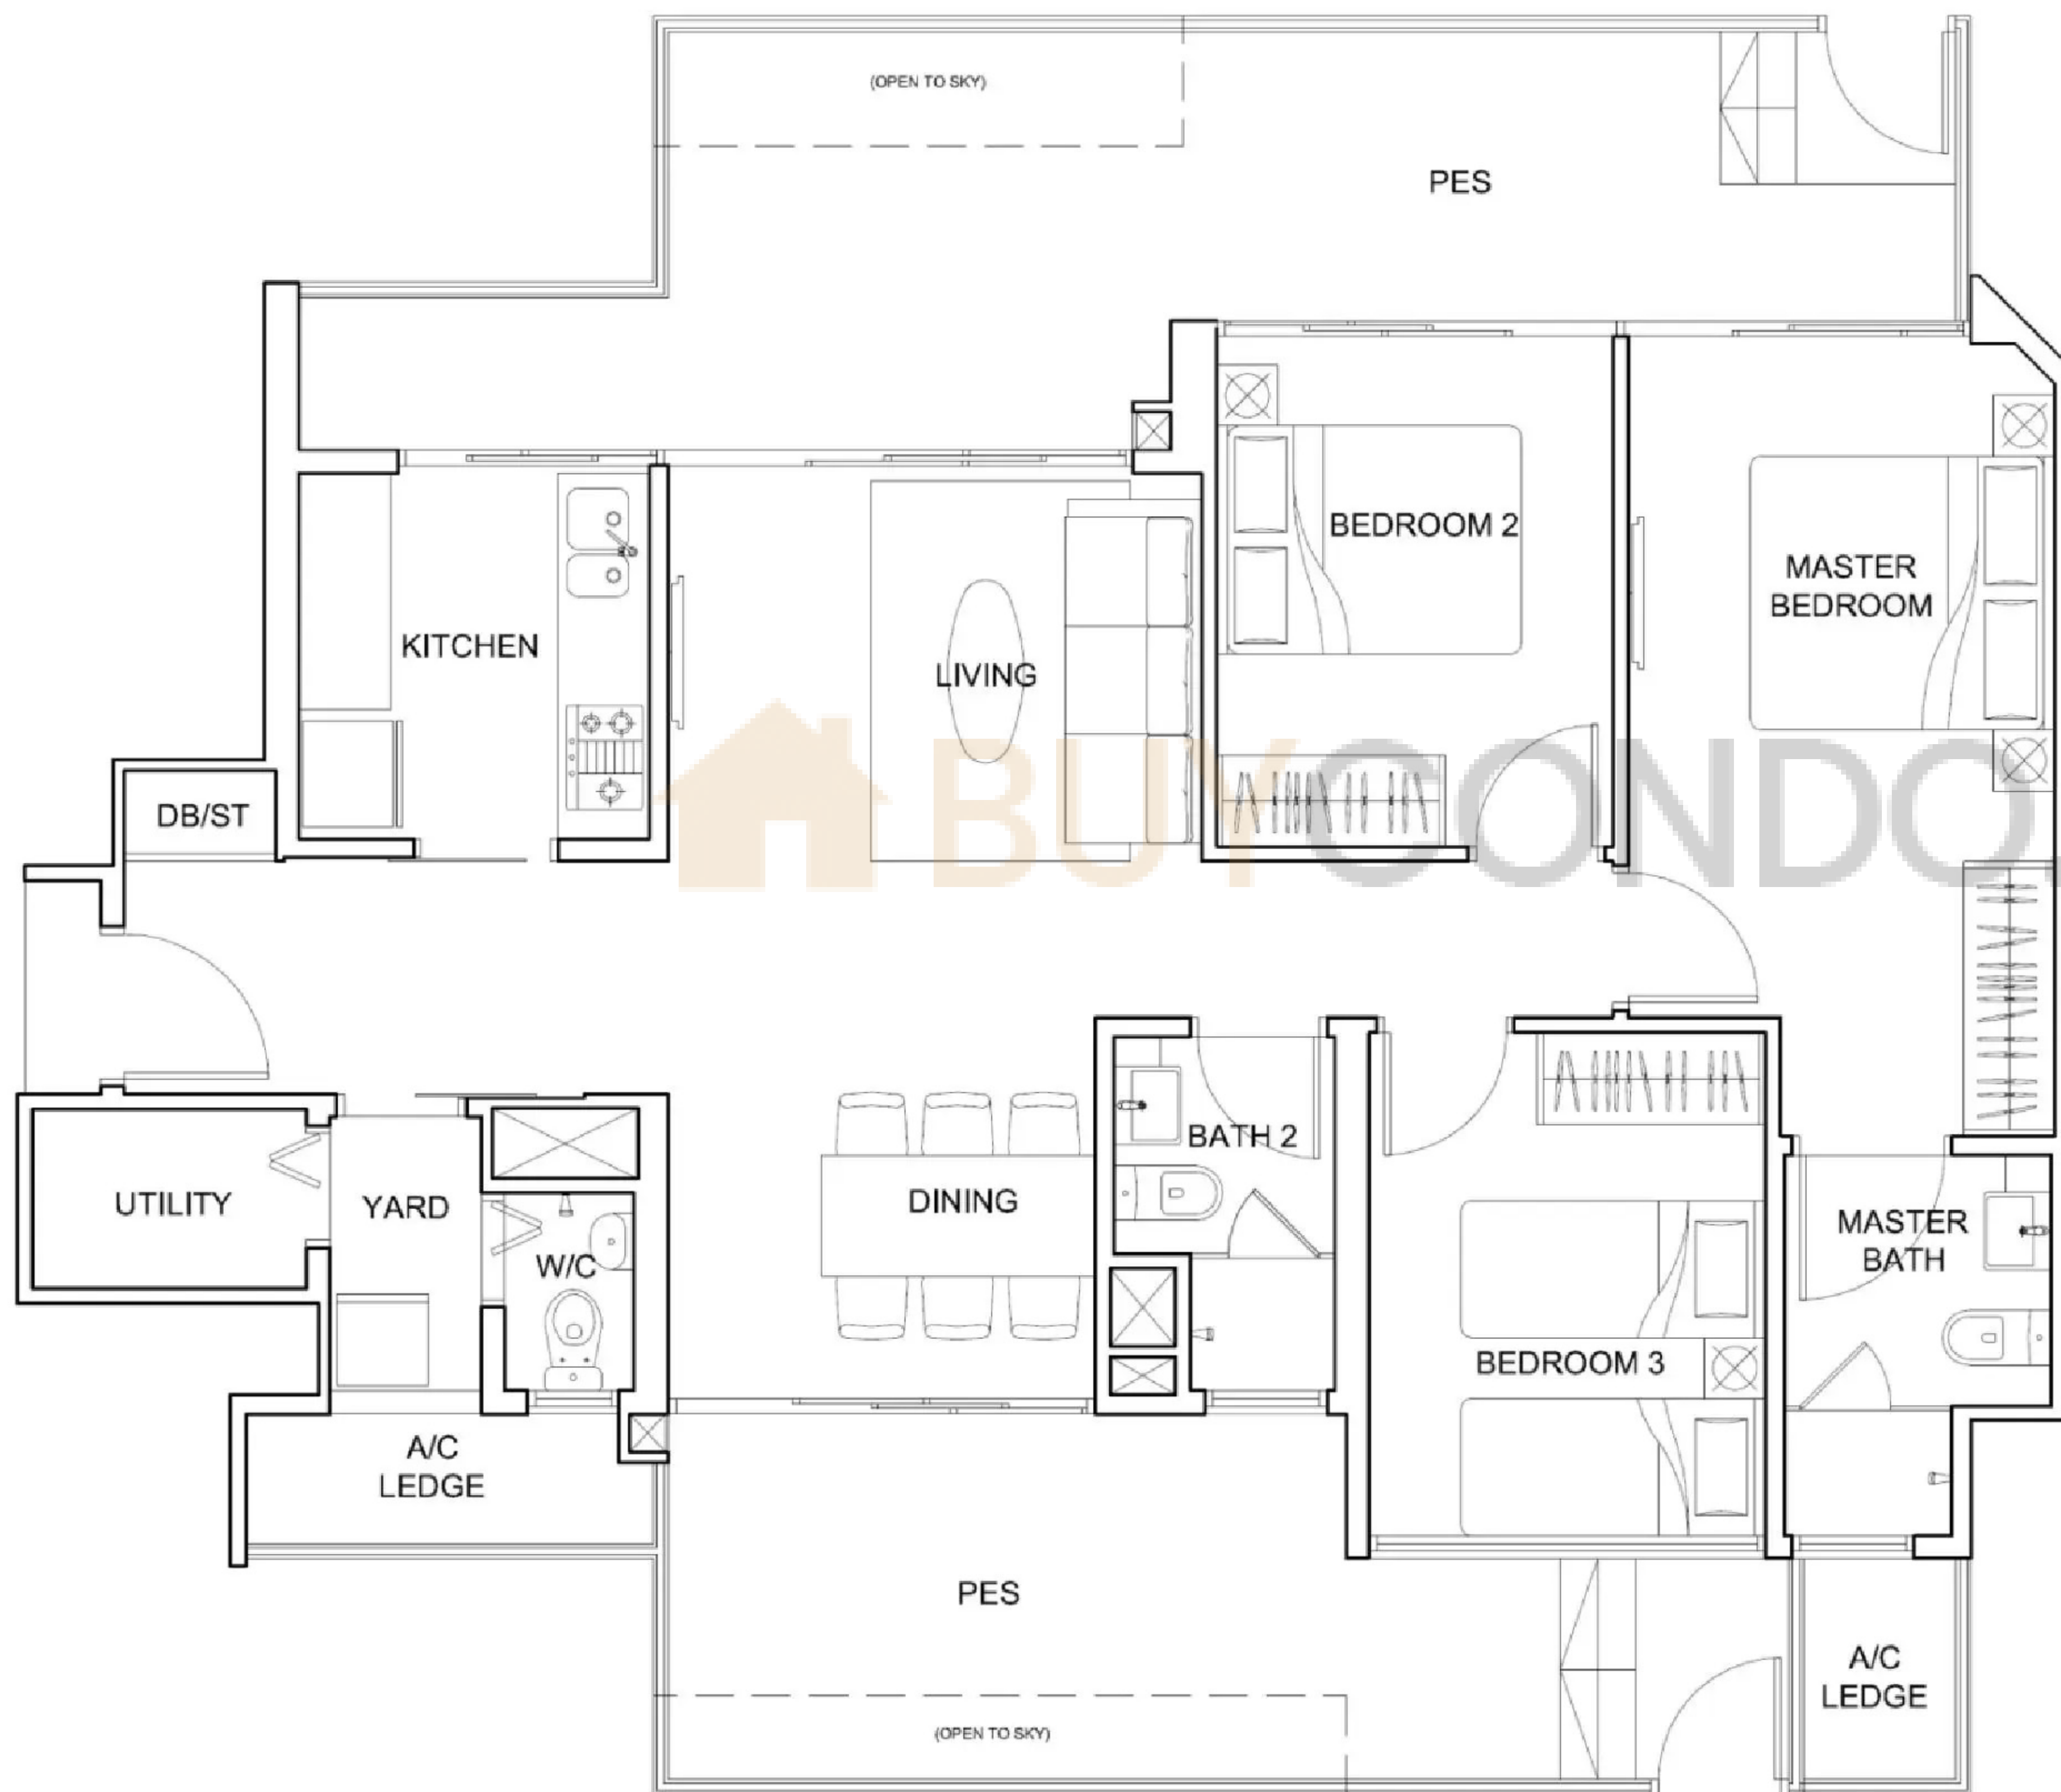 (OPEN TO SKY)
PES
BEDROOM 2
MASTER
BEDROOM
KITCHEN
LIVING
BUYCONDO.
DB/ST
BATH 2
UTILITY
YARD
DINING
W/C
MASTER
BATH
BEDROOM 3
A/C
LEDGE
PES
A/C
LEDGE
(OPEN TO SKY)